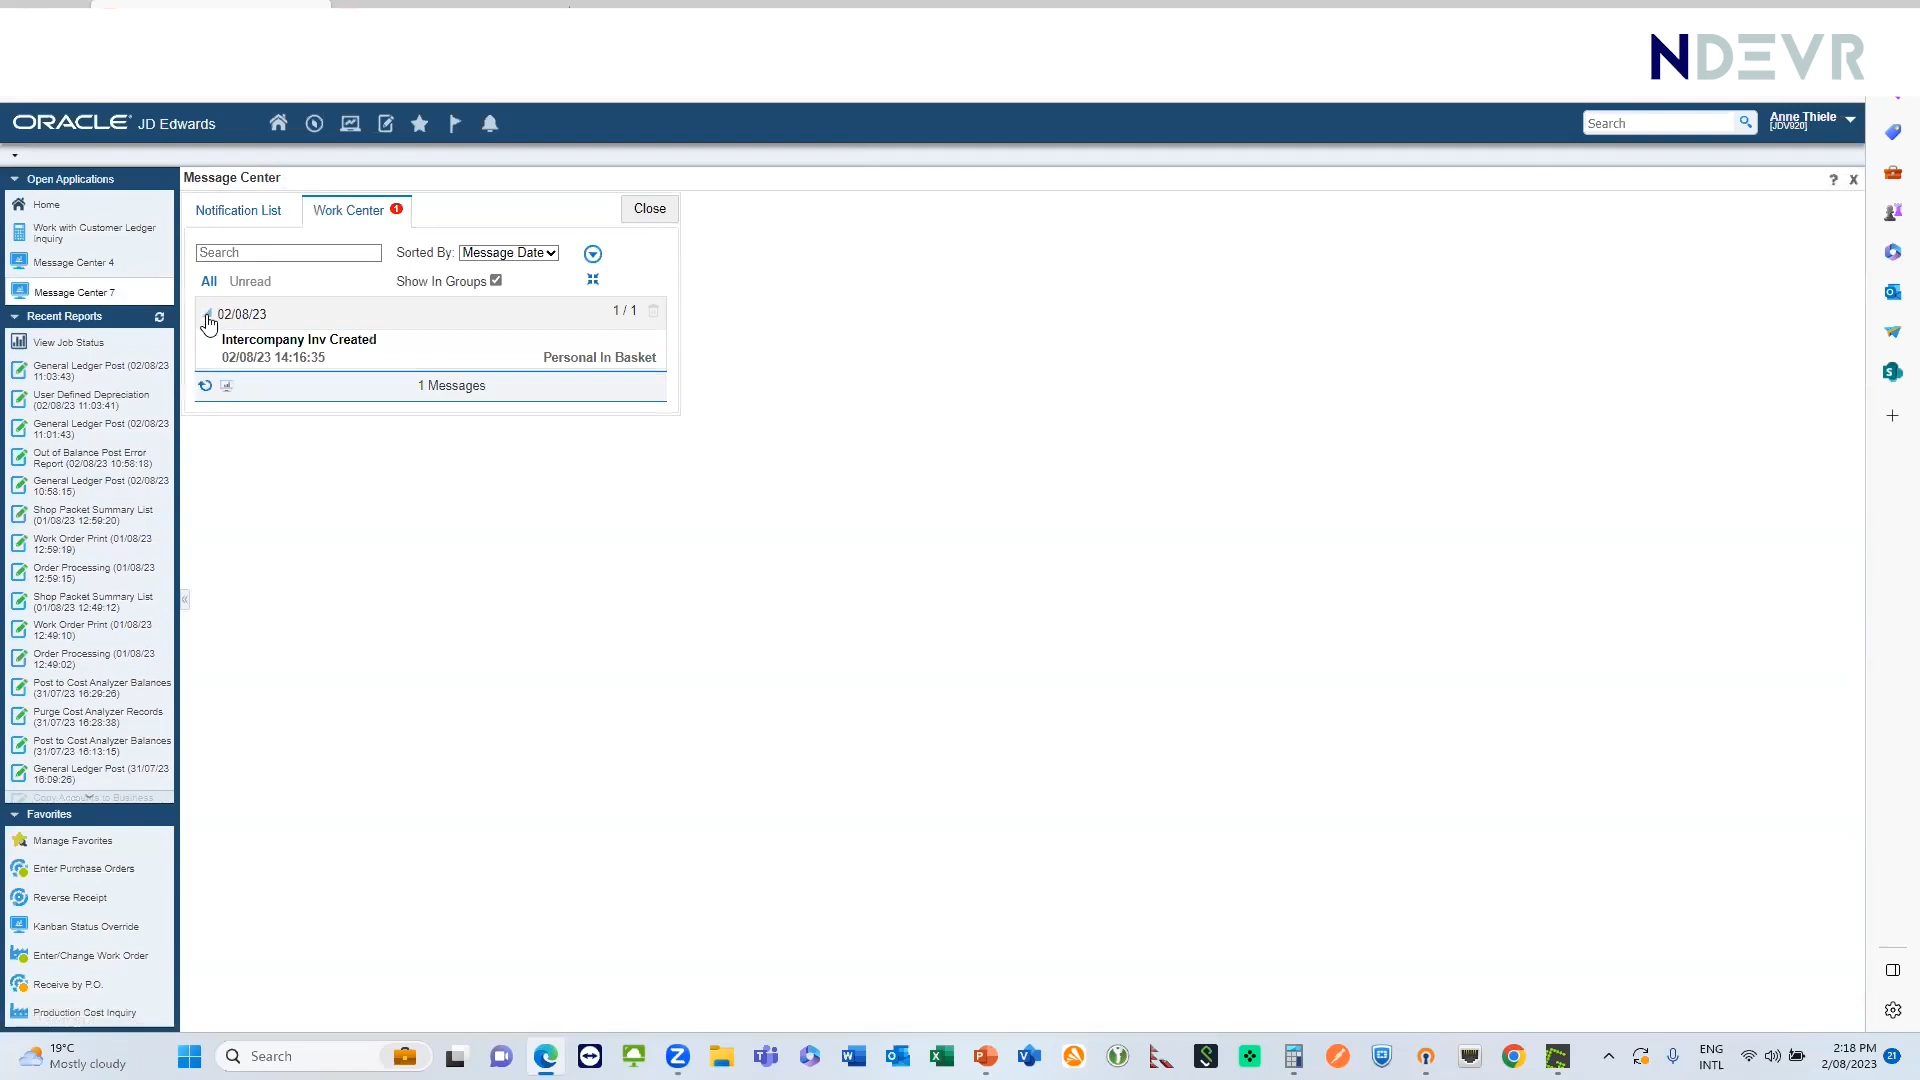 NDEVR
ORACLE JD Edwards
Search
Anne Thiele
[JDV920]
Open Applications
Home
Work with Customer Ledger
Inquiry
Message Center 4
Message Center 7
Recent Reports
View Job Status
General Ledger Post (02/08/23
11:03:43)
User Defined Depreciation
(02/08/23 11:03:41)
General Ledger Post (02/08/23
11:01:43)
Out of Balance Post Error
Report (02/08/23 10:58:18)
General Ledger Post (02/08/23
10:58:15)
Shop Packet Summary List
(01/08/23 12:59:20)
Work Order Print (01/08/23
12:59:19)
Order Processing (01/08/23
12:59:15)
Shop Packet Summary List
(01/08/23 12:49:12)
Work Order Print (01/08/23
12:49:10)
Order Processing (01/08/23
12:49:02)
Post to Cost Analyzer Balances
(31/07/23 16:29:26)
Purge Cost Analyzer Records
(31/07/23 16:28:38)
Post to Cost Analyzer Balances
(31/07/23 16:13:15)
General Ledger Post (31/07/23
16:09:26)
Copy Accounts to Business
Favorites
Manage Favorites
Enter Purchase Orders
Reverse Receipt
Kanban Status Override
Enter/Change Work Order
Receive by P.O.
Production Cost Inquiry
Message Center
? X
Notification List
Work Center 1
Close
Search
Sorted By: Message Date
All Unread
Show In Groups
02/08/23
1 / 1
Intercompany Inv Created
02/08/23 14:16:35
Personal In Basket
1 Messages
19°C
Mostly cloudy
Search
ENG
INTL
2:18 PM
2/08/2023
21